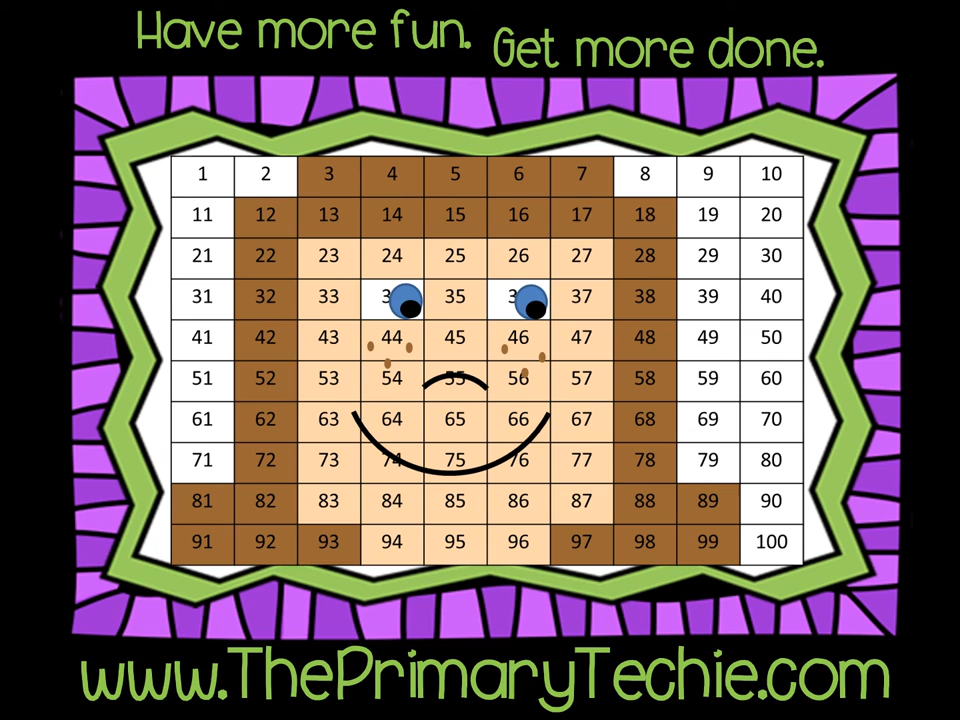 Have more fun. Get more done.
1 2 3 4 5 6 7 8 9 10
11 12 13 14 15 16 17 18 19 20
21 22 23 24 25 26 27 28 29 30
31 32 33 3 35 3 37 38 39 40
41 42 43 44 45 46 47 48 49 50
51 52 53 54 55 56 57 58 59 60
61 62 63 64 65 66 67 68 69 70
71 72 73 74 75 76 77 78 79 80
81 82 83 84 85 86 87 88 89 90
91 92 93 94 95 96 97 98 99 100
www.ThePrimaryTechie.com